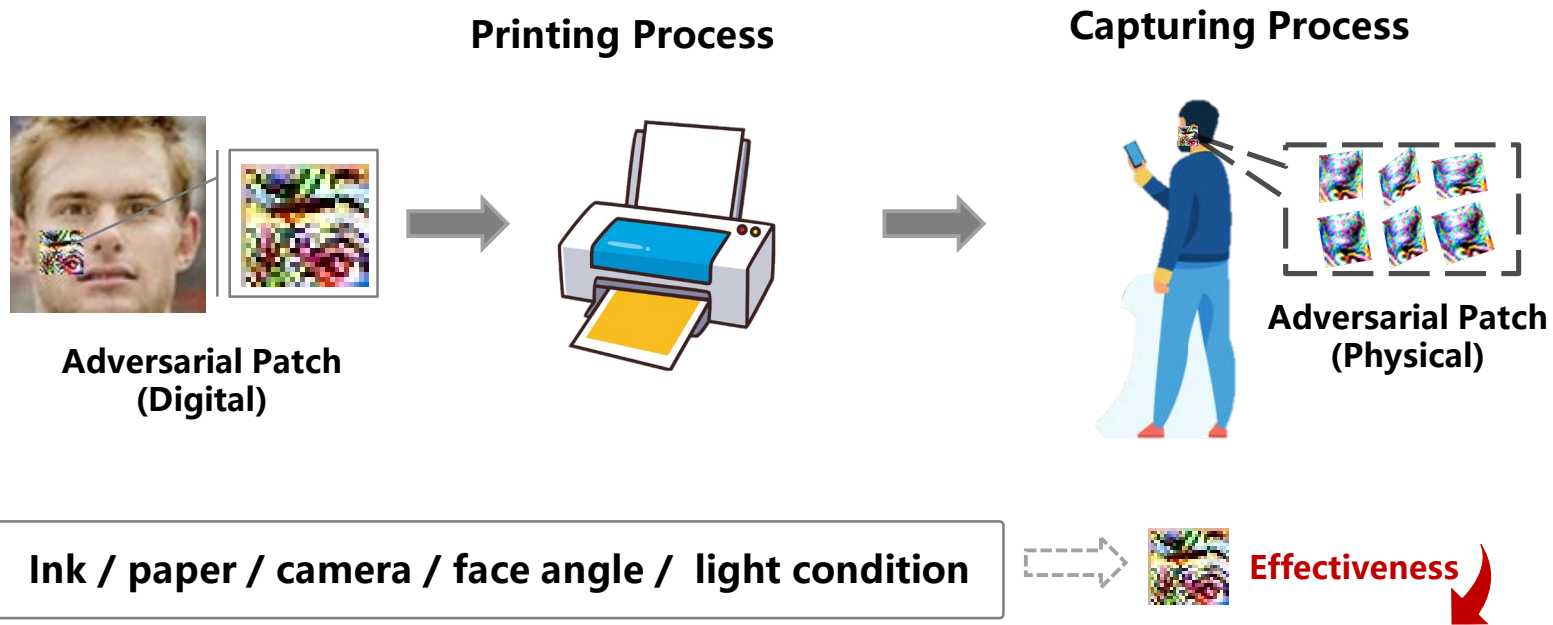 Printing Process
Capturing Process
Adversarial Patch
(Digital)
Adversarial Patch
(Physical)
Ink / paper / camera / face angle / light condition
Effectiveness